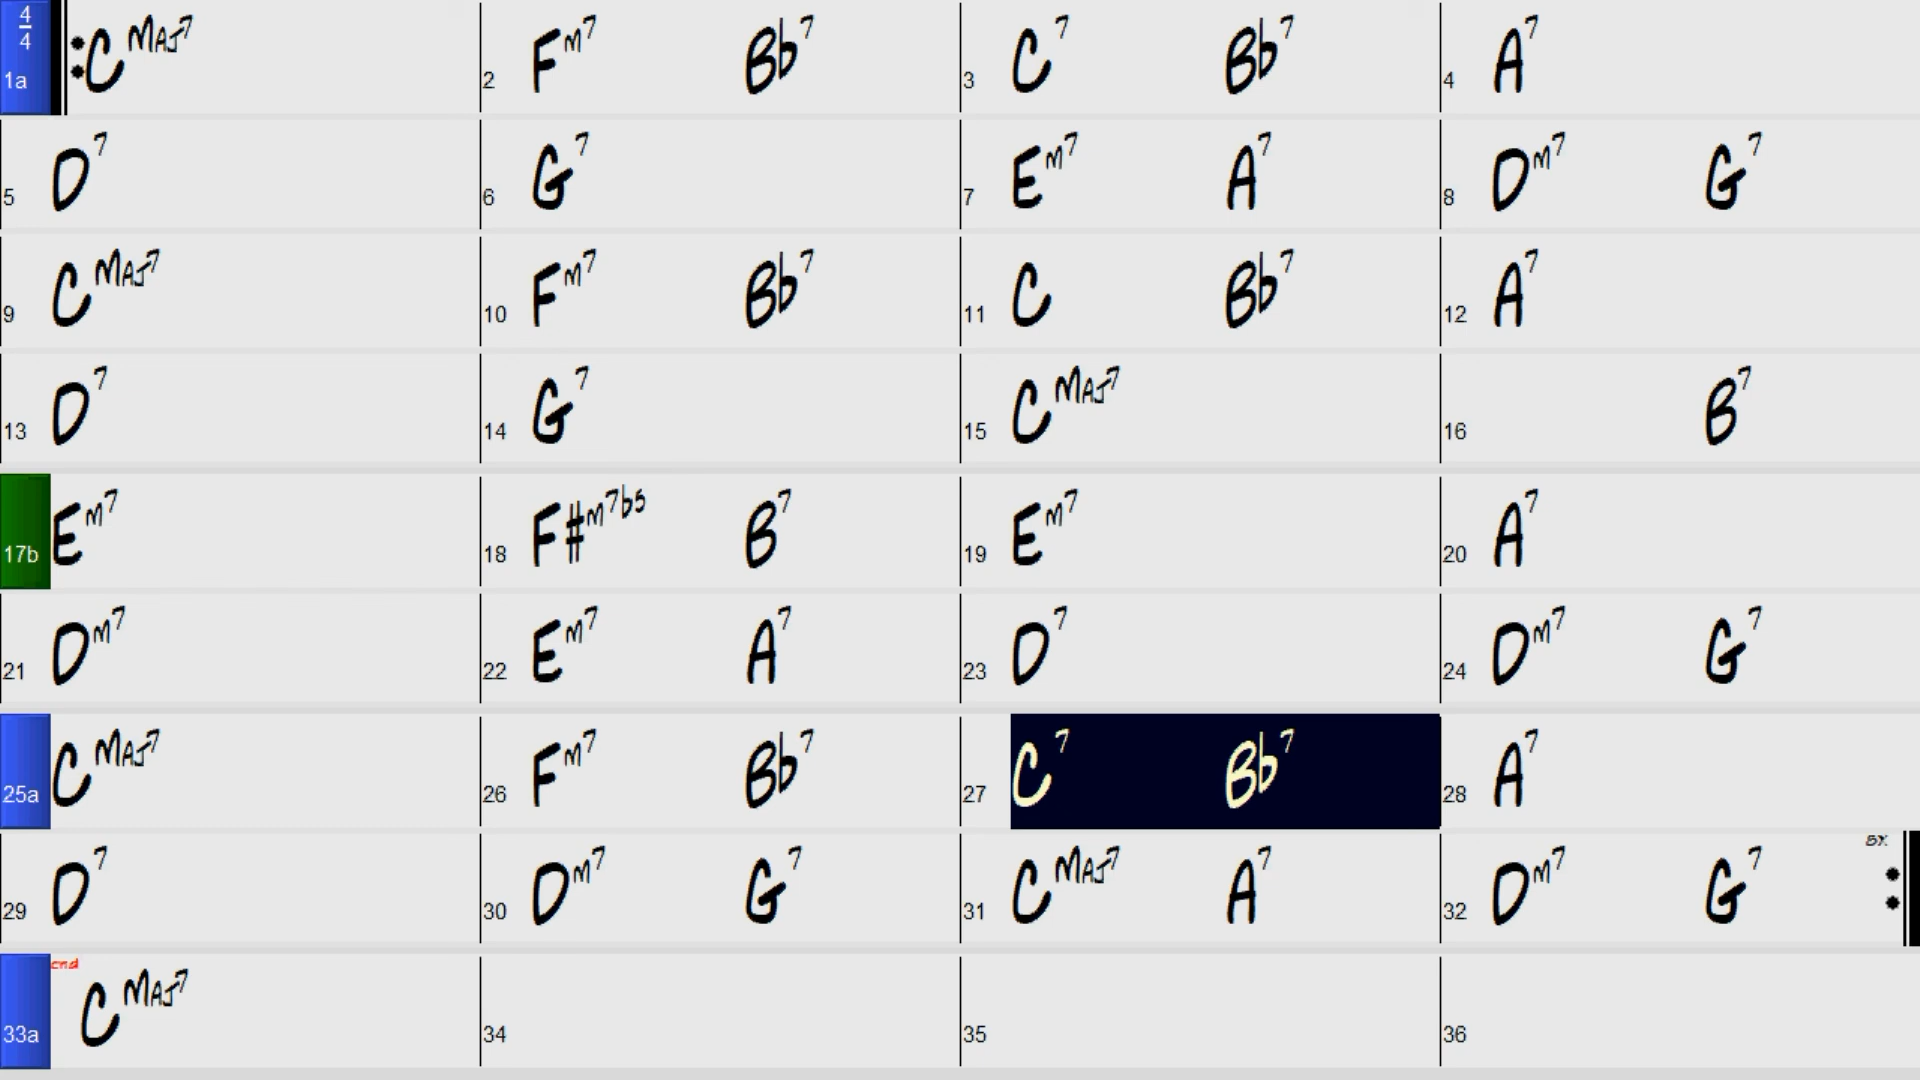 4/4 1a CMaj7 2 Fm7 Bb7 3 C7 Bb7 4 A7
5 D7 6 G7 7 Em7 A7 8 Dm7 G7
9 CMaj7 10 Fm7 Bb7 11 C Bb7 12 A7
13 D7 14 G7 15 CMaj7 16 B7
17b Em7 18 F#m7b5 B7 19 Em7 20 A7
21 Dm7 22 Em7 A7 23 D7 24 Dm7 G7
25a CMaj7 26 Fm7 Bb7 27 C7 Bb7 28 A7
29 D7 30 Dm7 G7 31 CMaj7 A7 32 Dm7 G7
33a end CMaj7 34 35 36